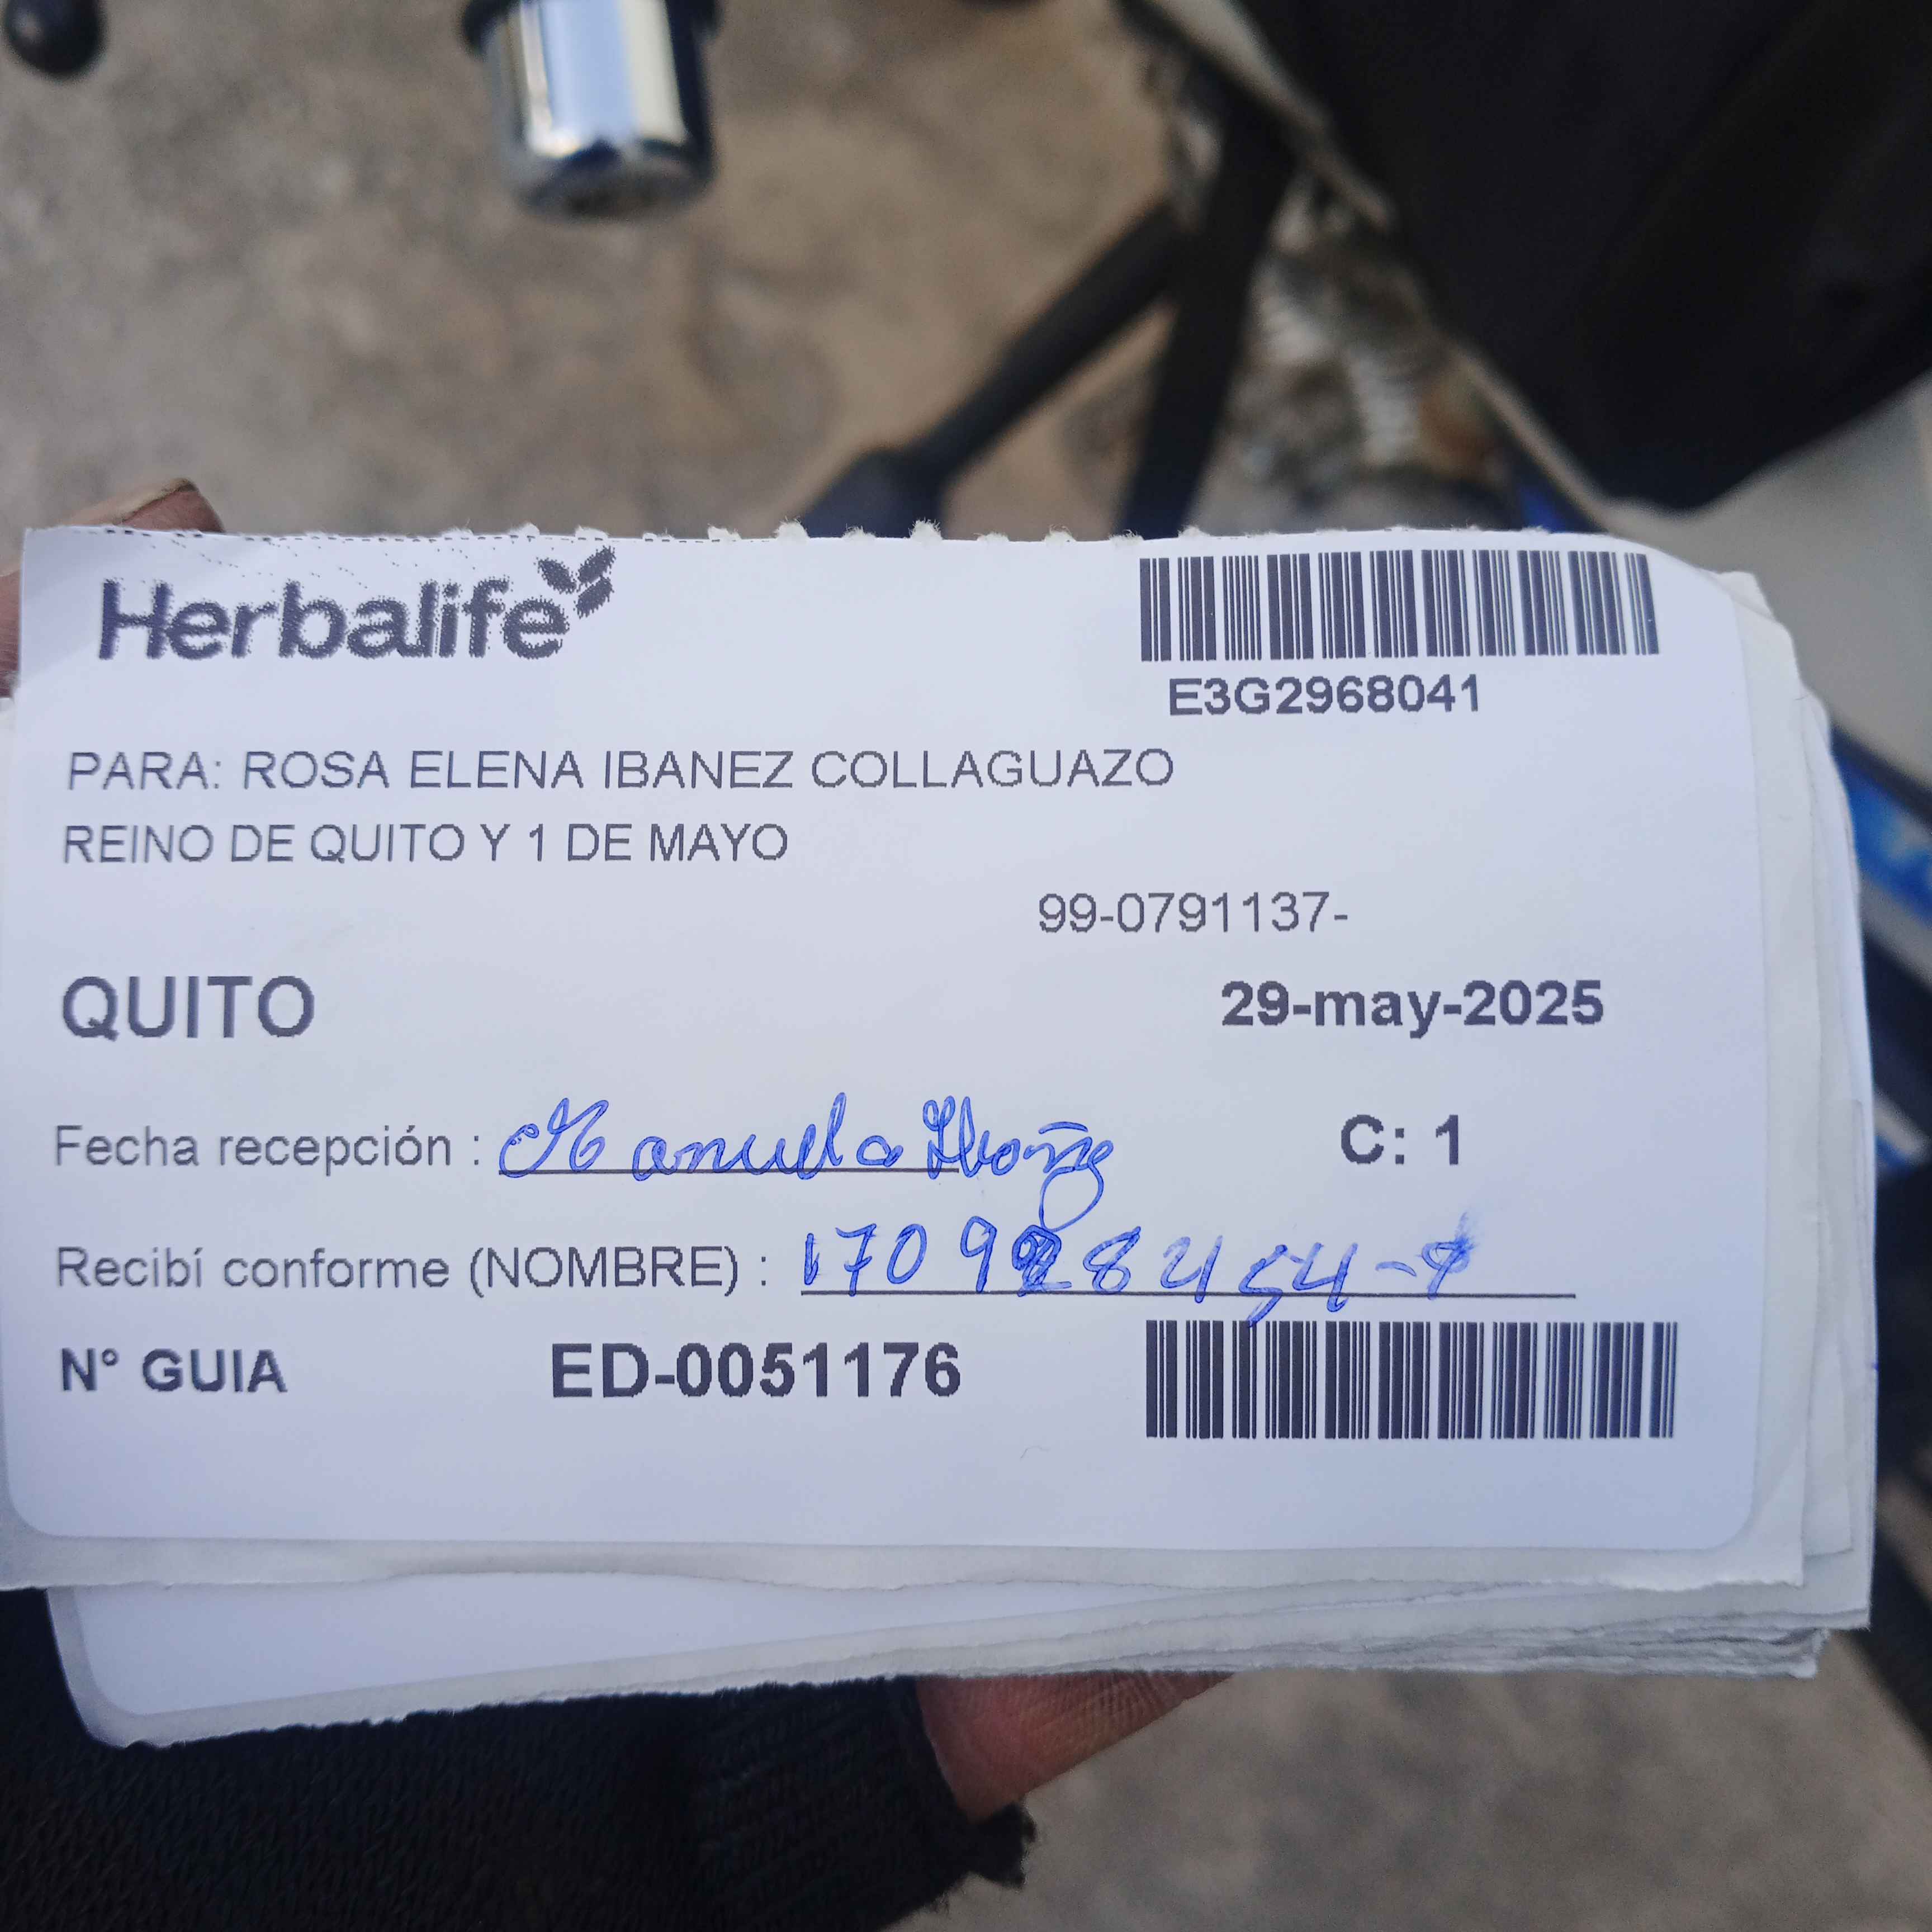 Herbalife
E3G2968041
PARA: ROSA ELENA IBANEZ COLLAGUAZO
REINO DE QUITO Y 1 DE MAYO
99-0791137-
QUITO
29-may-2025
Fecha recepción : Manuela Ibañez
C: 1
Recibí conforme (NOMBRE) :
N° GUIA ED-0051176